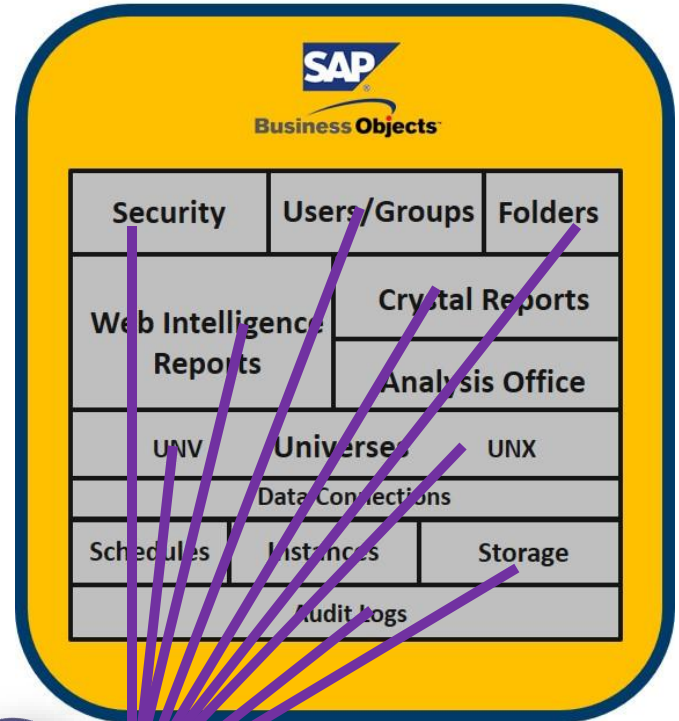 SAP
®
Business Objects™
Security Users/Groups Folders
Web Intelligence
Reports
Crystal Reports
Analysis Office
UNV Universes UNX
Data Connections
Schedules Instances Storage
Audit Logs